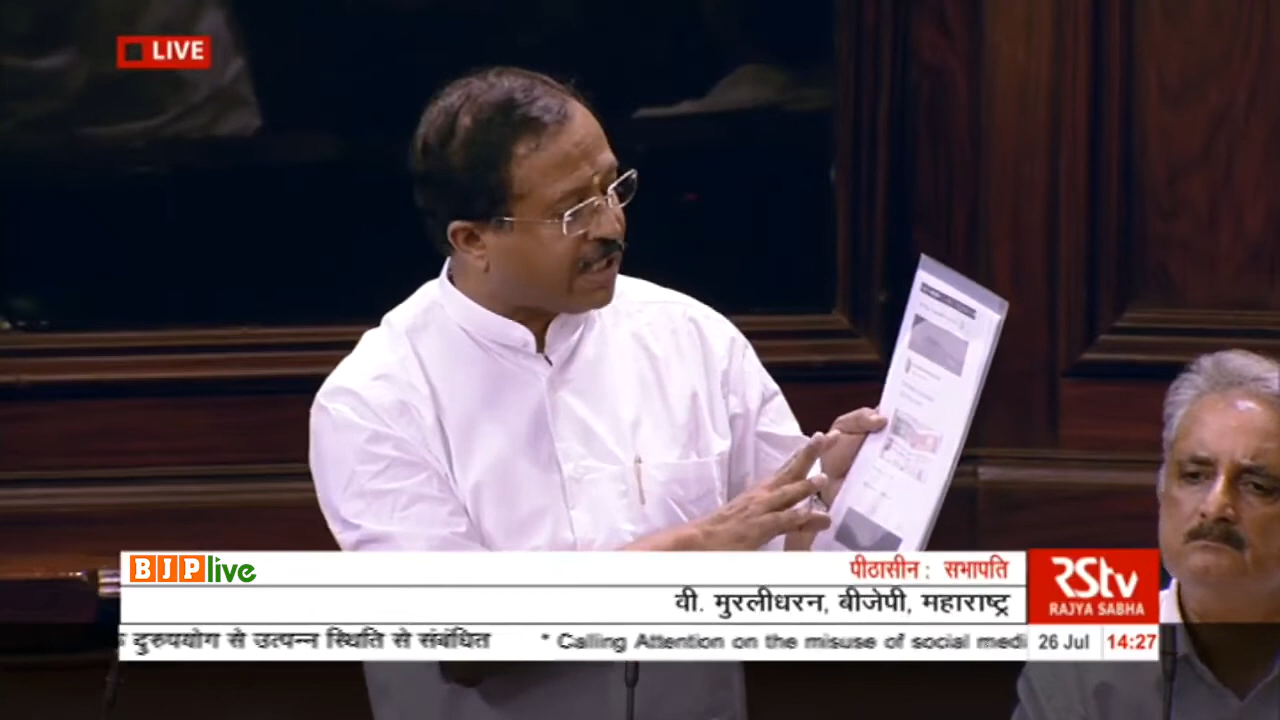 LIVE
BJPlive
पीठासीन : सभापति
वी. मुरलीधरन, बीजेपी, महाराष्ट्र
RStv
RAJYA SABHA
दुरुपयोग से उत्पन्न स्थिति से संबंधित * Calling Attention on the misuse of social medi
26 Jul 14:27